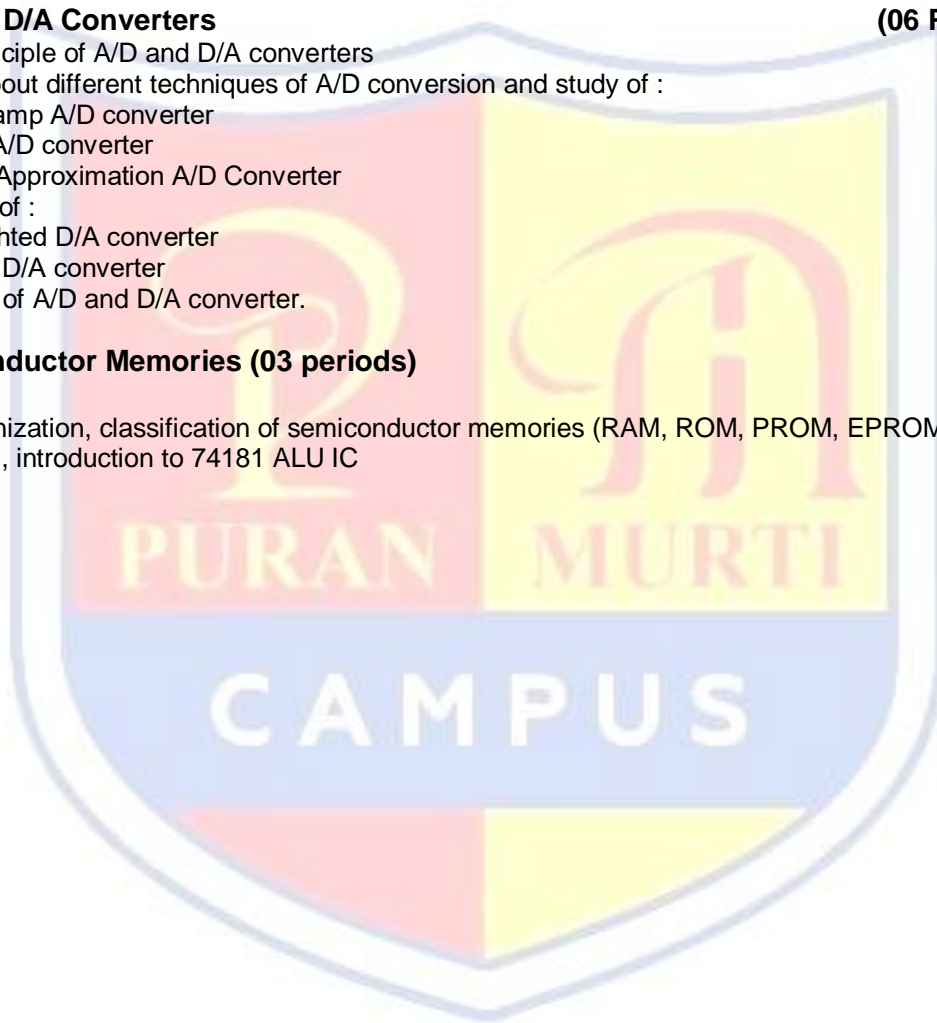 D/A Converters (06 P
ciple of A/D and D/A converters
out different techniques of A/D conversion and study of :
amp A/D converter
A/D converter
Approximation A/D Converter
of :
hted D/A converter
D/A converter
of A/D and D/A converter.
nductor Memories (03 periods)
nization, classification of semiconductor memories (RAM, ROM, PROM, EPROM
, introduction to 74181 ALU IC
PURAN MURTI
CAMPUS